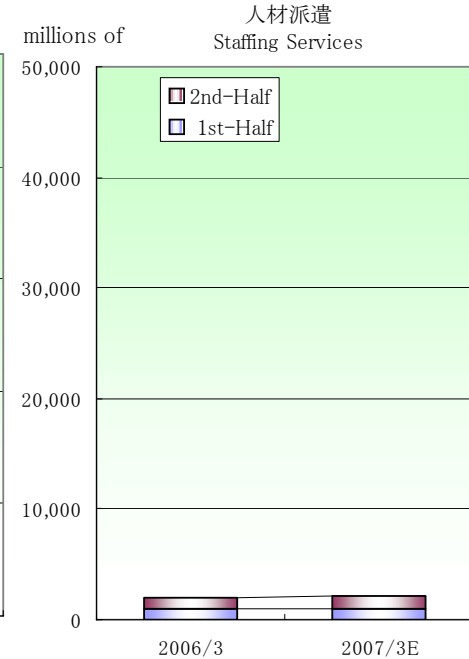 人材派遣
millions of
Staffing Services
50,000
2nd-Half
1st-Half
40,000
30,000
20,000
10,000
0
2006/3
2007/3E